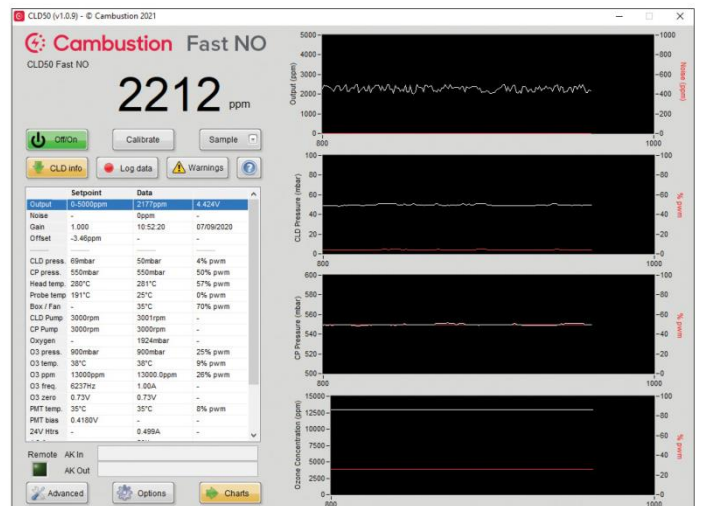 CLD50 (v1.0.9) - © Cambustion 2021
Cambustion Fast NO
CLD50 Fast NO
2212 ppm
Off/On Calibrate Sample
CLD info Log data Warnings
Setpoint Data
Output 0-5000ppm 2177ppm 4.424V
Noise - 0ppm -
Gain 1.000 10:52:20 07/09/2020
Offset -3.46ppm - -
CLD press. 69mbar 50mbar 4% pwm
CP press. 550mbar 550mbar 50% pwm
Head temp. 280°C 281°C 57% pwm
Probe temp 191°C 25°C 0% pwm
Box / Fan - 35°C 70% pwm
CLD Pump 3000rpm 3001rpm -
CP Pump 3000rpm 3000rpm -
Oxygen - 1924mbar -
O3 press. 900mbar 900mbar 25% pwm
O3 temp. 38°C 38°C 9% pwm
O3 ppm 13000ppm 13000.0ppm 26% pwm
O3 freq. 6237Hz 1.00A -
O3 zero 0.73V 0.73V -
PMT temp. 35°C 35°C 8% pwm
PMT bias 0.4180V - -
24V Htrs - 0.499A -
Remote AK In
AK Out
Advanced Options Charts
Output (ppm)
5000
4000
3000
2000
1000
0
800 1000
1000
800
600
400
200
0
Noise (ppm)
CLD Pressure (mbar)
100
80
60
40
20
0
800 1000
100
80
60
40
20
0
% pwm
CP Pressure (mbar)
600
580
560
540
520
500
800 1000
100
80
60
40
20
0
% pwm
Ozone Concentration (ppm)
15000
12500
10000
7500
5000
2500
0
800 1000
100
80
60
40
20
0
% pwm